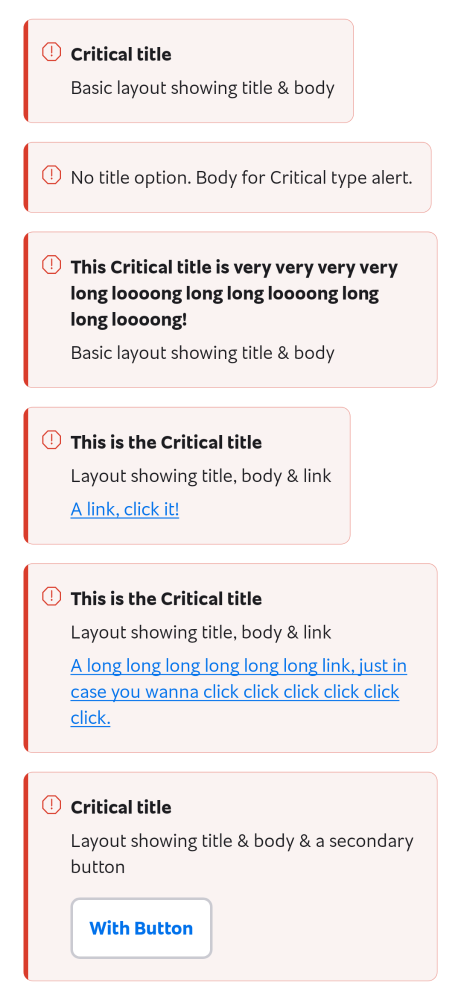 Critical title
Basic layout showing title & body
No title option. Body for Critical type alert.
This Critical title is very very very very
long loooong long long loooong long
long loooong!
Basic layout showing title & body
This is the Critical title
Layout showing title, body & link
A link, click it!
This is the Critical title
Layout showing title, body & link
A long long long long long long link, just in
case you wanna click click click click click
click.
Critical title
Layout showing title & body & a secondary
button
With Button